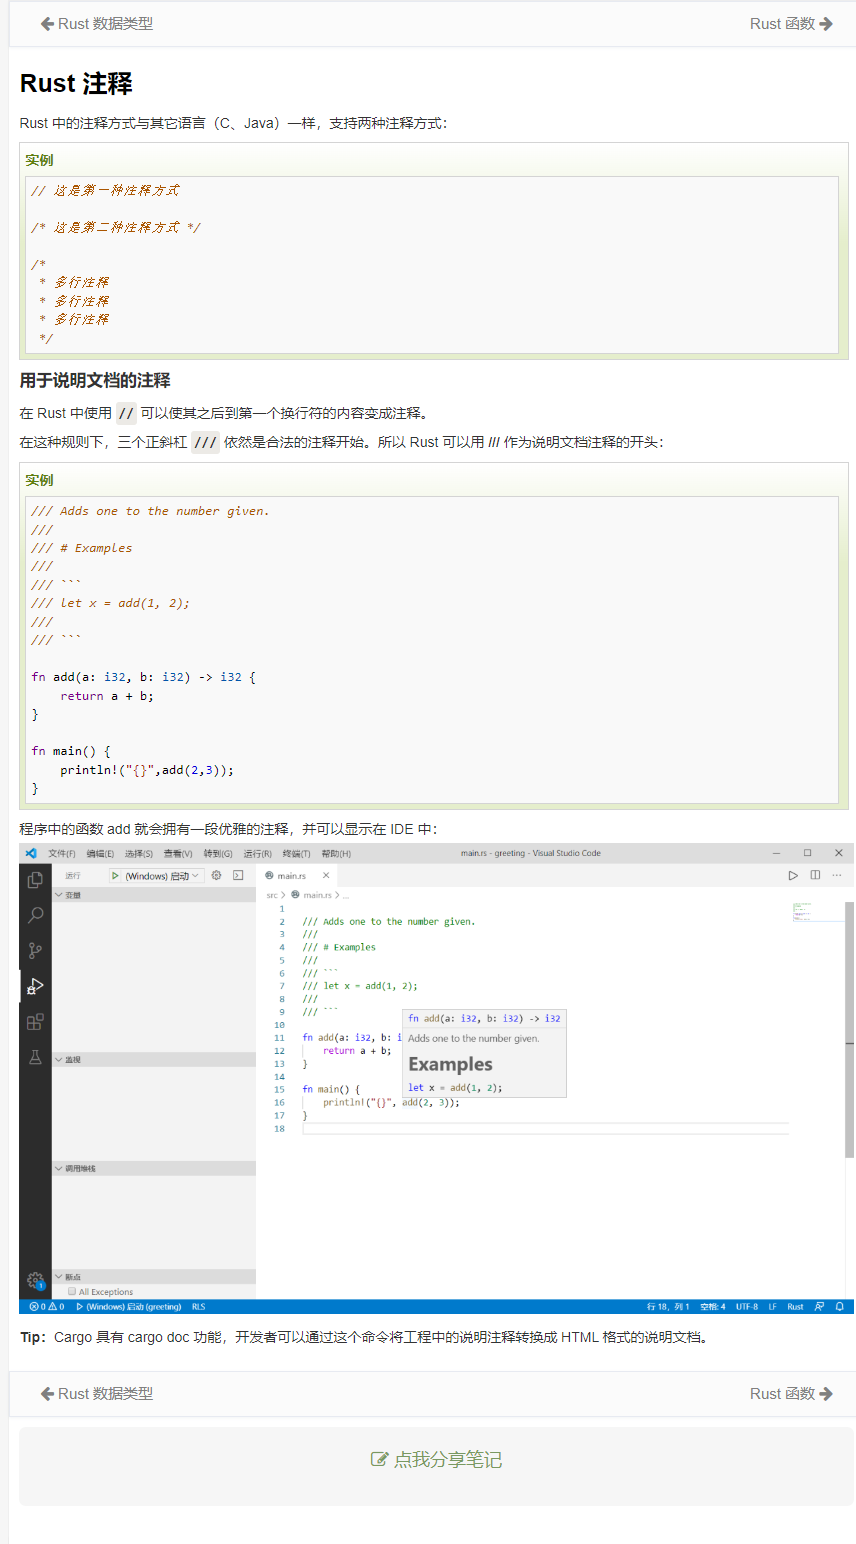 Rust 数据类型
Rust 函数
Rust 注释
Rust 中的注释方式与其它语言（C、Java）一样，支持两种注释方式：
实例
// 这是第一种注释方式
/* 这是第二种注释方式 */
/*
 * 多行注释
 * 多行注释
 * 多行注释
 */
用于说明文档的注释
在 Rust 中使用 // 可以使其之后到第一个换行符的内容变成注释。
在这种规则下，三个正斜杠 /// 依然是合法的注释开始。所以 Rust 可以用 /// 作为说明文档注释的开头：
实例
/// Adds one to the number given.
///
/// # Examples
///
/// ```
/// let x = add(1, 2);
///
/// ```
fn add(a: i32, b: i32) -> i32 {
    return a + b;
}
fn main() {
    println!("{}",add(2,3));
}
程序中的函数 add 就会拥有一段优雅的注释，并可以显示在 IDE 中：
文件(F) 编辑(E) 选择(S) 查看(V) 转到(G) 运行(R) 终端(T) 帮助(H) main.rs - greeting - Visual Studio Code
运行 (Windows) 启动 main.rs
变量
src > main.rs > ...
1
2 /// Adds one to the number given.
3 ///
4 /// # Examples
5 ///
6 /// ```
7 /// let x = add(1, 2);
8 ///
9 /// ```
10
11 fn add(a: i32, b: i
12     return a + b;
13 }
14
15 fn main() {
16     println!("{}", add(2, 3));
17 }
18
fn add(a: i32, b: i32) -> i32
Adds one to the number given.
Examples
let x = add(1, 2);
监视
调用堆栈
断点
All Exceptions
1
0 0 (Windows) 启动 (greeting) RLS 行 18，列 1 空格: 4 UTF-8 LF Rust
Tip：Cargo 具有 cargo doc 功能，开发者可以通过这个命令将工程中的说明注释转换成 HTML 格式的说明文档。
Rust 数据类型
Rust 函数
点我分享笔记